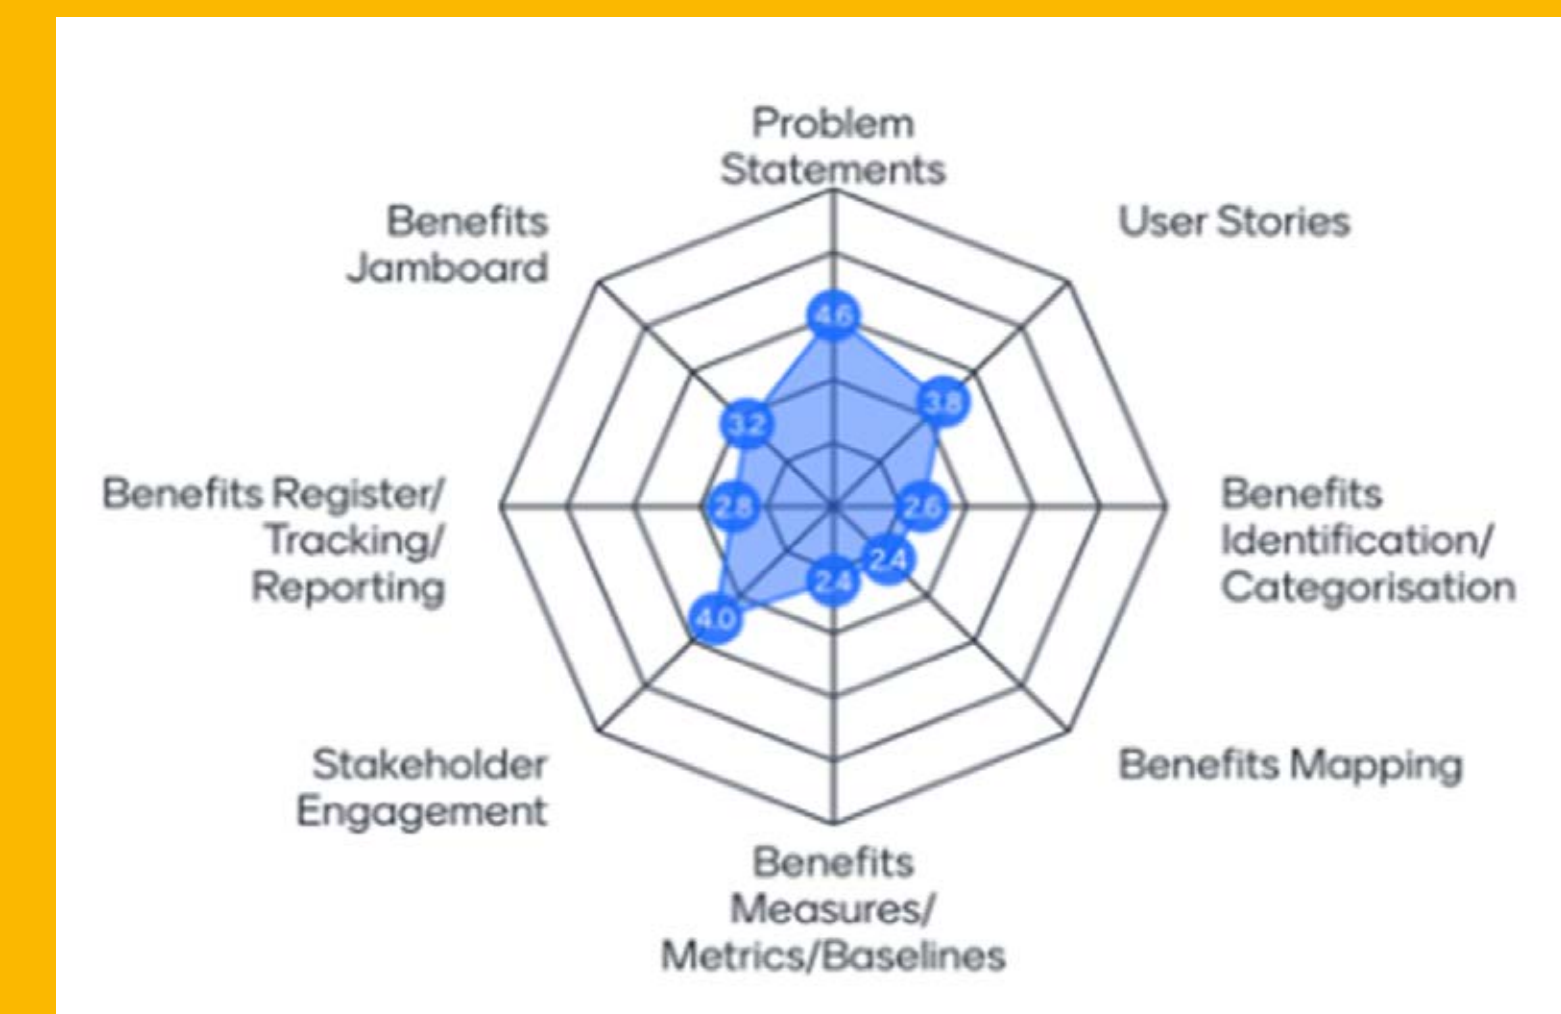 Problem
Statements
User Stories
Benefits
Jamboard
4.6
3.8
3.2
Benefits Register/
Tracking/
Reporting
2.8
2.6
Benefits
Identification/
Categorisation
2.4
2.4
4.0
Stakeholder
Engagement
Benefits Mapping
Benefits
Measures/
Metrics/Baselines